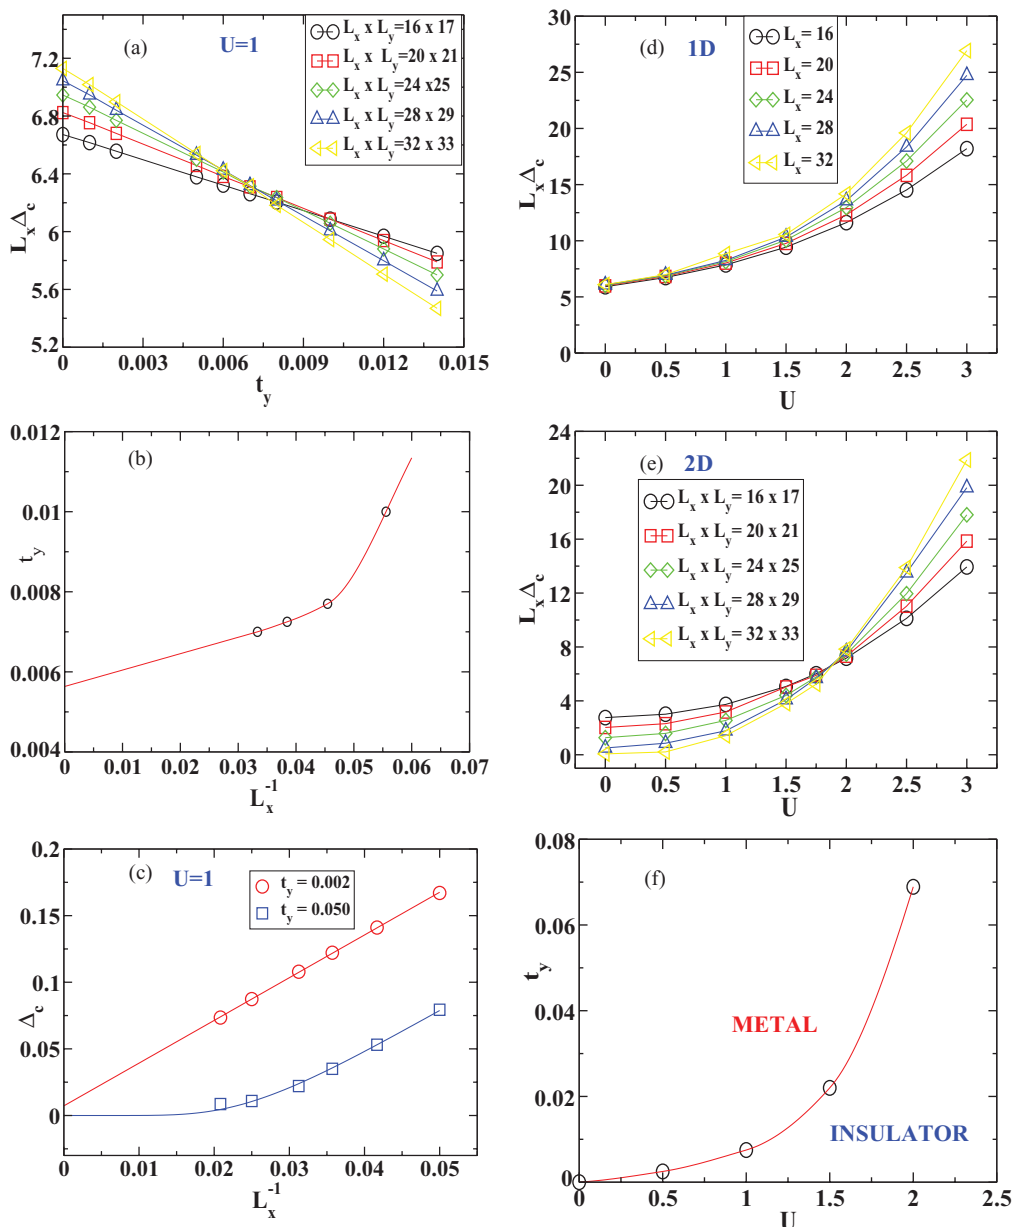 (a)
U=1
L_x x L_y=16 x 17
L_x x L_y=20 x 21
L_x x L_y=24 x25
L_x x L_y=28 x 29
L_x x L_y=32 x 33
7.2
6.8
6.4
6
5.6
5.2
L_xΔ_c
0 0.003 0.006 0.009 0.012 0.015
t_y
(d)
1D
L_x = 16
L_x = 20
L_x = 24
L_x = 28
L_x = 32
30
25
20
15
10
5
0
L_xΔ_c
0 0.5 1 1.5 2 2.5 3
U
(b)
0.012
0.01
0.008
0.006
0.004
t_y
0 0.01 0.02 0.03 0.04 0.05 0.06 0.07
L_x^-1
(e) 2D
L_x x L_y= 16 x 17
L_x x L_y= 20 x 21
L_x x L_y= 24 x 25
L_x x L_y= 28 x 29
L_x x L_y= 32 x 33
24
20
16
12
8
4
0
L_xΔ_c
0 0.5 1 1.5 2 2.5 3
U
(c) U=1
t_y = 0.002
t_y = 0.050
0.2
0.15
0.1
0.05
0
Δ_c
0 0.01 0.02 0.03 0.04 0.05
L_x^-1
(f)
0.08
0.06
0.04
0.02
0
t_y
METAL
INSULATOR
0 0.5 1 1.5 2 2.5
U